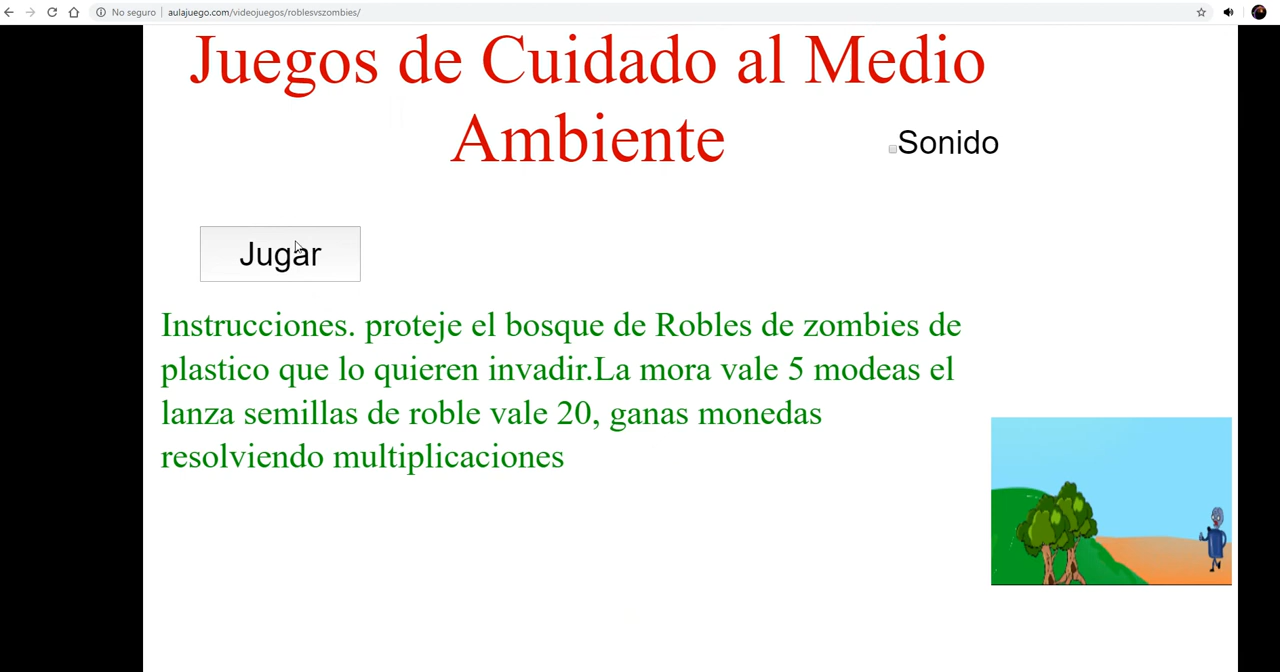 No seguro
aulajuego.com/videojuegos/roblesvszombies/
Juegos de Cuidado al Medio
Ambiente
Sonido
Jugar
Instrucciones. proteje el bosque de Robles de zombies de
plastico que lo quieren invadir.La mora vale 5 modeas el
lanza semillas de roble vale 20, ganas monedas
resolviendo multiplicaciones